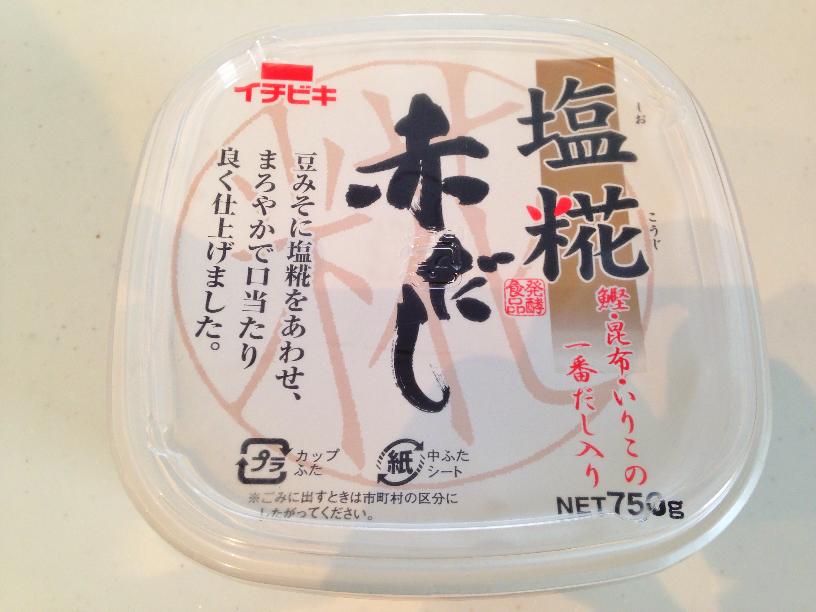 イチビキ
塩糀
しお
こうじ
赤だし
発酵
食品
鰹・昆布・いりこの
一番だし入り
豆みそに塩糀をあわせ、
まろやかで口当たり
良く仕上げました。
プラ
カップ
ふた
紙
中ふた
シート
※ごみに出すときは市町村の区分に
したがってください。
NET750g
糀